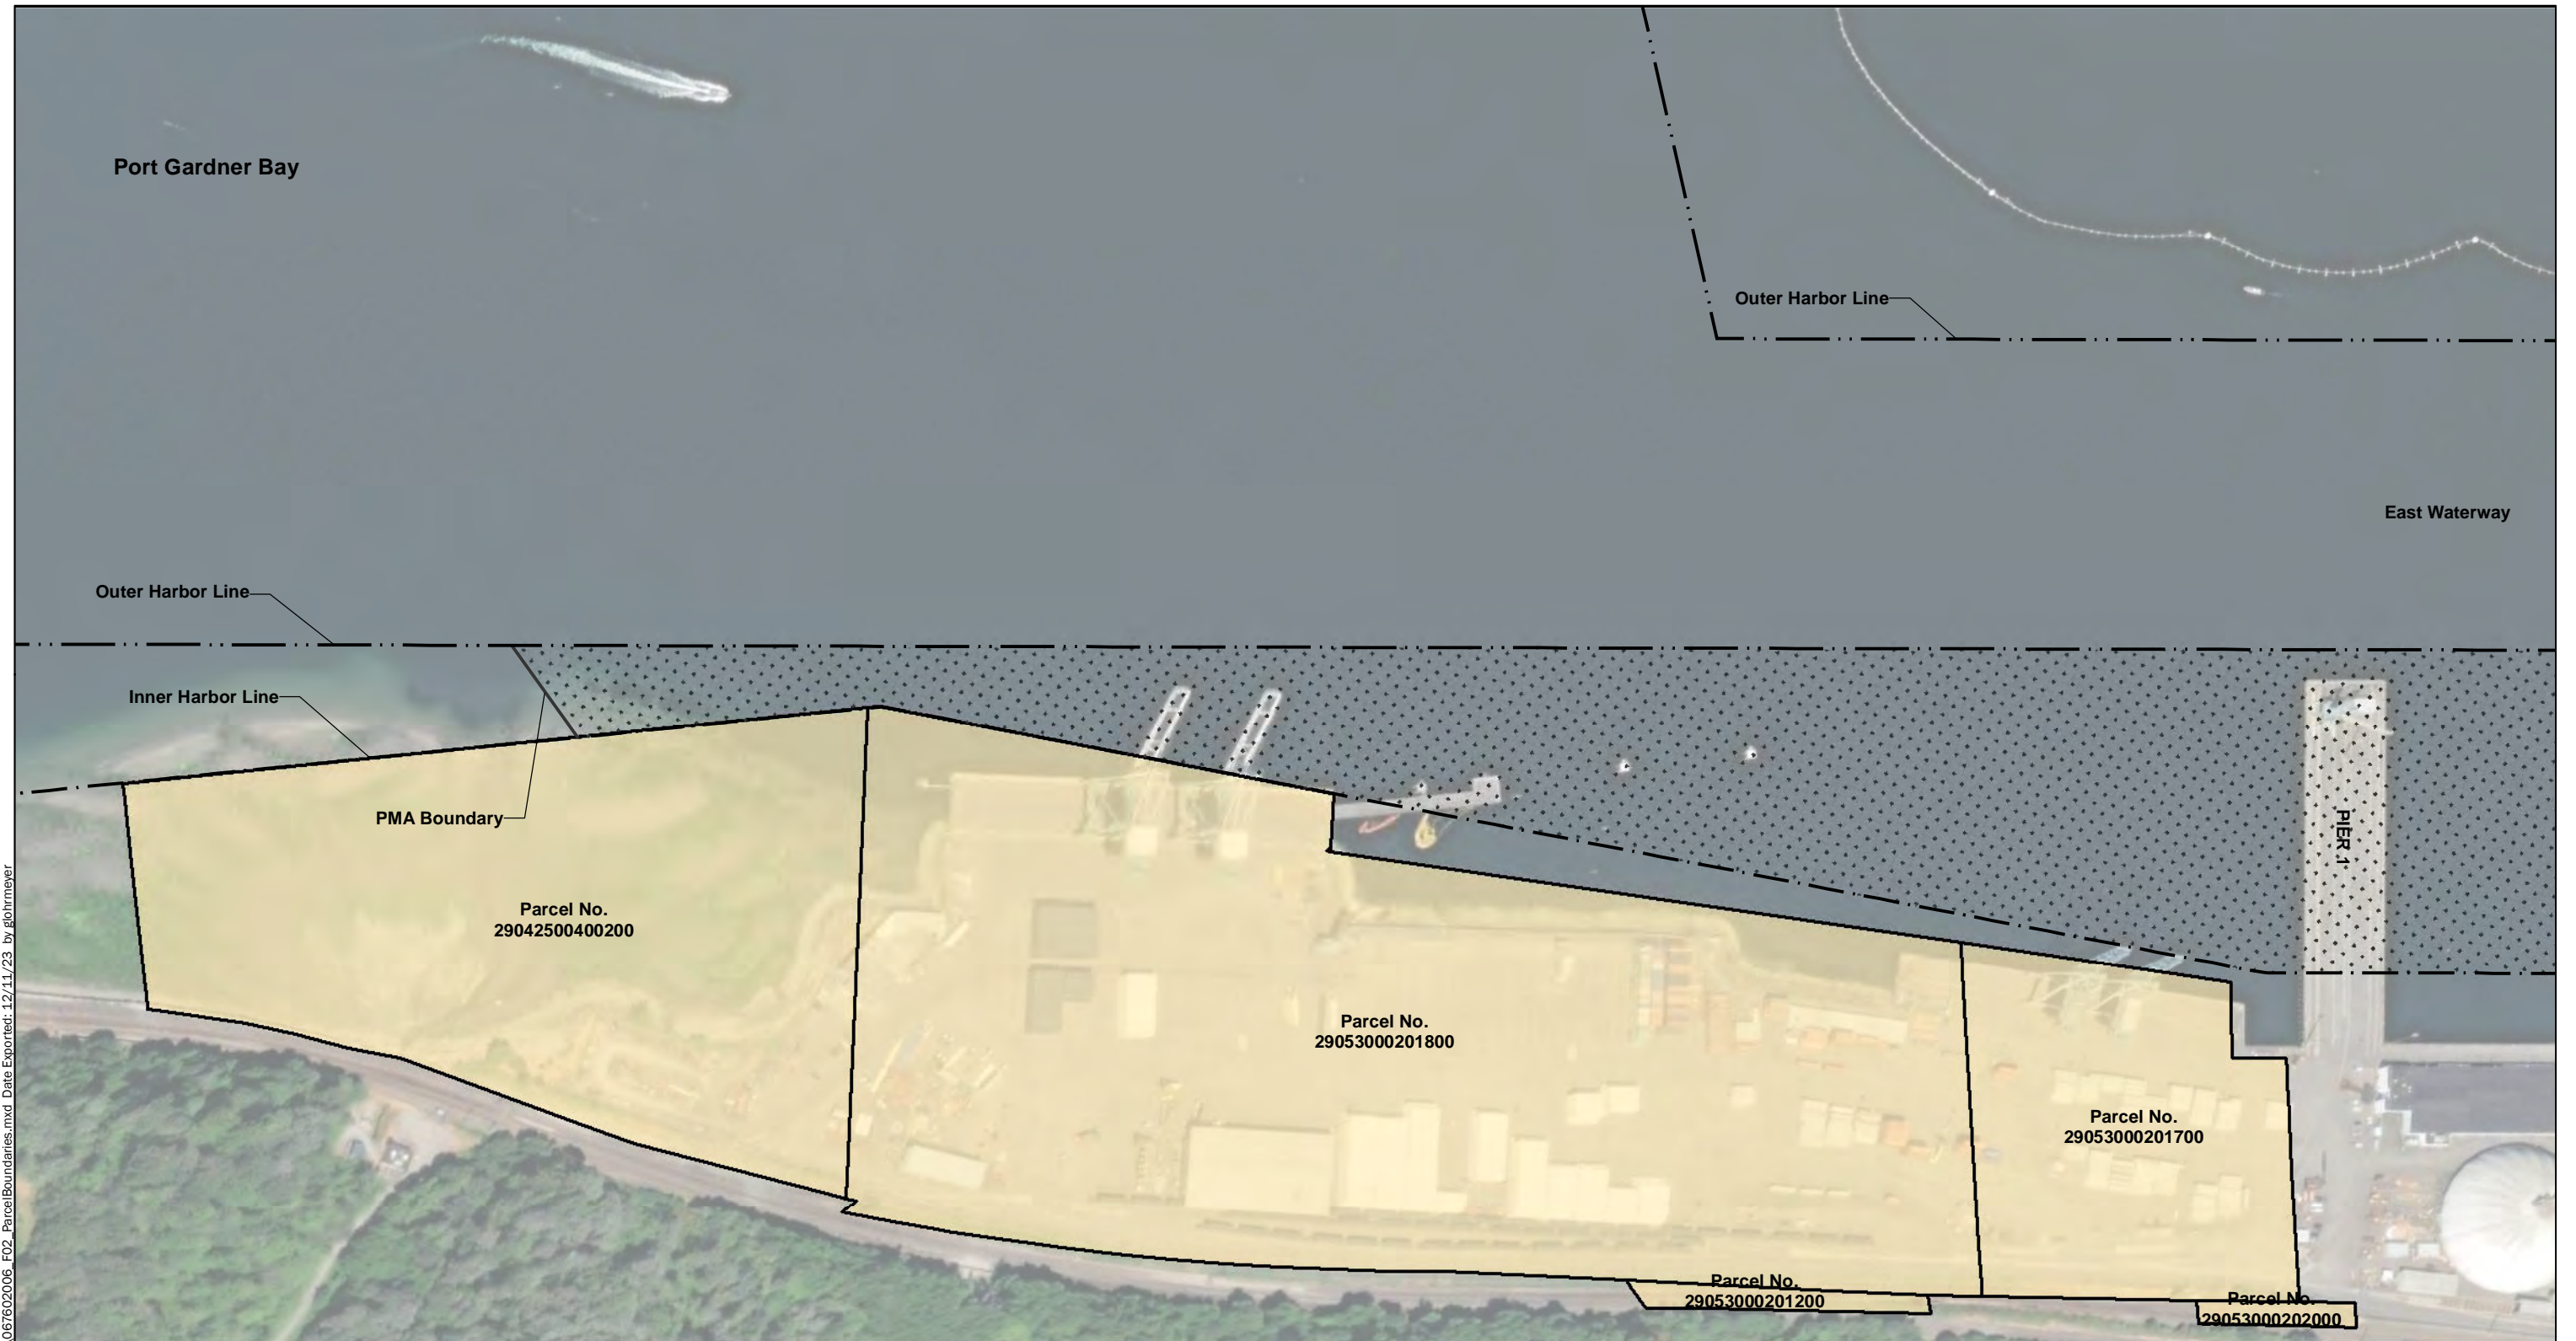 Port Gardner Bay
Outer Harbor Line
East Waterway
Outer Harbor Line
Inner Harbor Line
PMA Boundary
PIER 1
Parcel No.
29042500400200
Parcel No.
29053000201800
Parcel No.
29053000201700
Parcel No.
29053000201200
Parcel No.
29053000202000
067602006_F02_ParcelBoundaries.mxd Date Exported: 12/11/23 by glohrmeyer